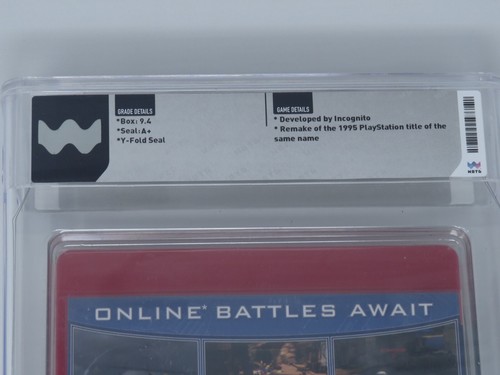 GRADE DETAILS
*Box: 9.4
*Seal: A+
*Y-Fold Seal
GAME DETAILS
* Developed by Incognito
* Remake of the 1995 PlayStation title of the
same name
WATA
ONLINE* BATTLES AWAIT